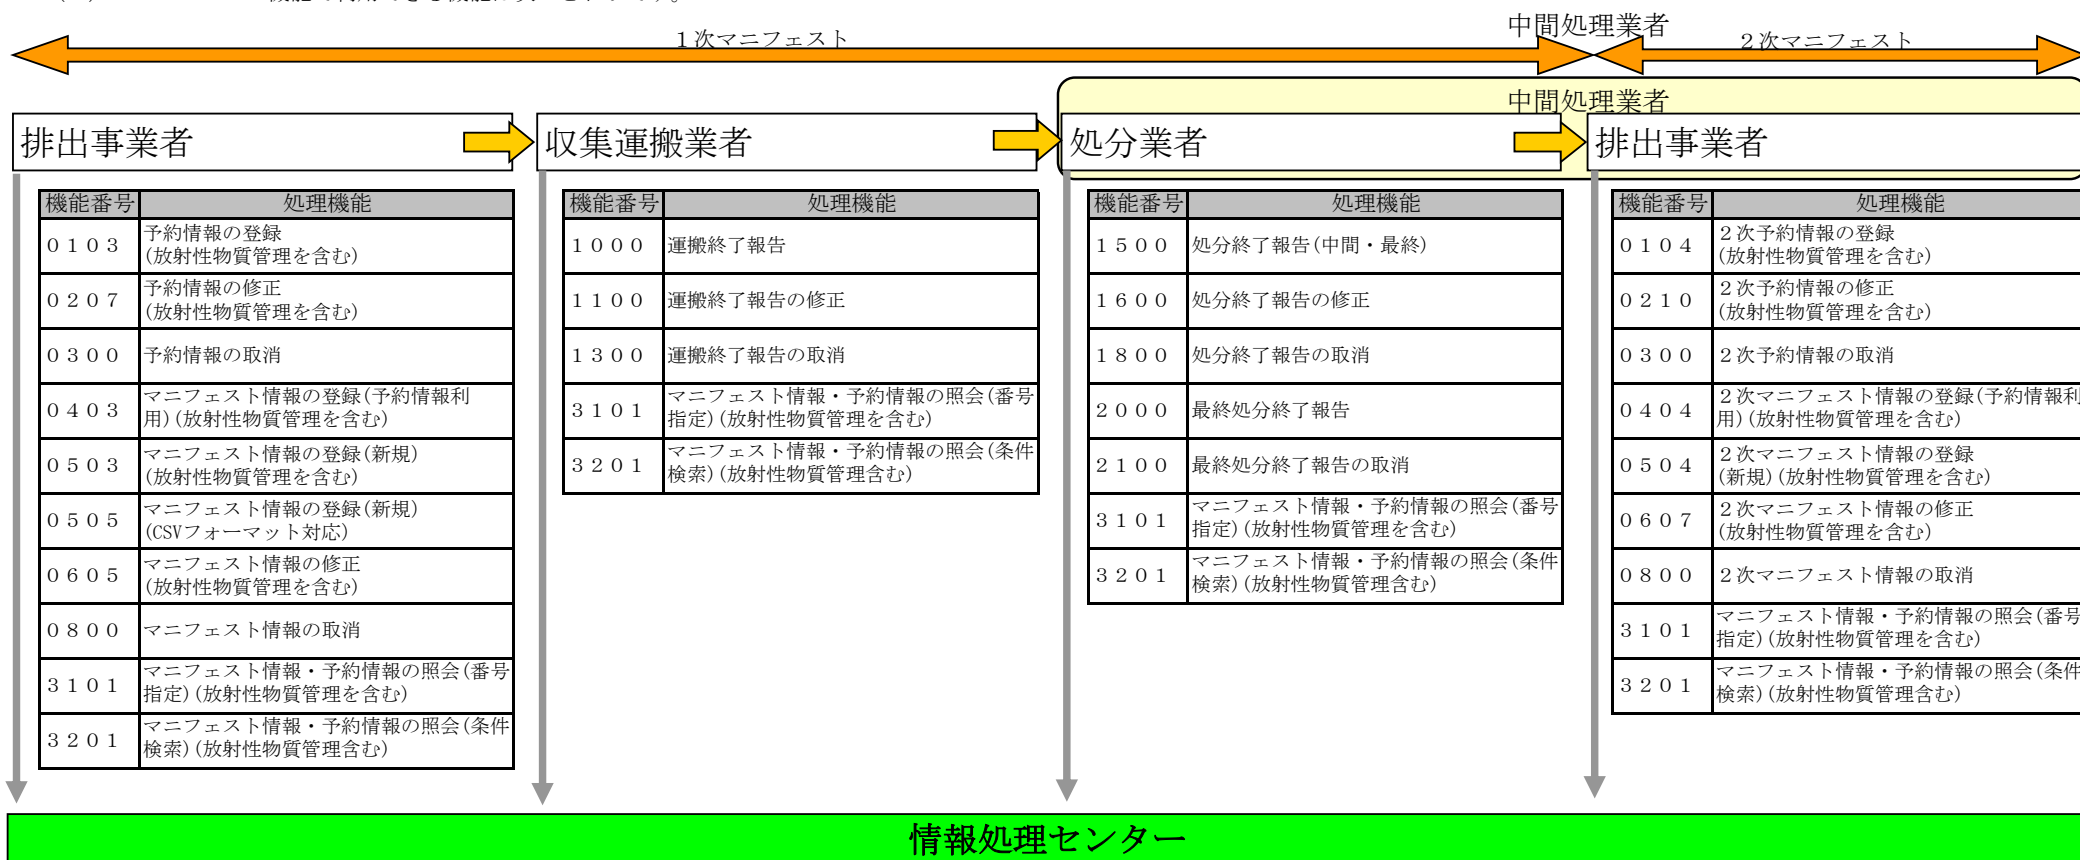 １次マニフェスト
中間処理業者
２次マニフェスト
中間処理業者
排出事業者
収集運搬業者
処分業者
排出事業者
機能番号 処理機能
０１０３ 予約情報の登録
(放射性物質管理を含む)
０２０７ 予約情報の修正
(放射性物質管理を含む)
０３００ 予約情報の取消
０４０３ マニフェスト情報の登録(予約情報利
用)(放射性物質管理を含む)
０５０３ マニフェスト情報の登録(新規)
(放射性物質管理を含む)
０５０５ マニフェスト情報の登録(新規)
(CSVフォーマット対応)
０６０５ マニフェスト情報の修正
(放射性物質管理を含む)
０８００ マニフェスト情報の取消
３１０１ マニフェスト情報・予約情報の照会(番号
指定)(放射性物質管理を含む)
３２０１ マニフェスト情報・予約情報の照会(条件
検索)(放射性物質管理含む)
機能番号 処理機能
１０００ 運搬終了報告
１１００ 運搬終了報告の修正
１３００ 運搬終了報告の取消
３１０１ マニフェスト情報・予約情報の照会(番号
指定)(放射性物質管理を含む)
３２０１ マニフェスト情報・予約情報の照会(条件
検索)(放射性物質管理含む)
機能番号 処理機能
１５００ 処分終了報告(中間・最終)
１６００ 処分終了報告の修正
１８００ 処分終了報告の取消
２０００ 最終処分終了報告
２１００ 最終処分終了報告の取消
３１０１ マニフェスト情報・予約情報の照会(番号
指定)(放射性物質管理を含む)
３２０１ マニフェスト情報・予約情報の照会(条件
検索)(放射性物質管理含む)
機能番号 処理機能
０１０４ ２次予約情報の登録
(放射性物質管理を含む)
０２１０ ２次予約情報の修正
(放射性物質管理を含む)
０３００ ２次予約情報の取消
０４０４ ２次マニフェスト情報の登録(予約情報利
用)(放射性物質管理を含む)
０５０４ ２次マニフェスト情報の登録
(新規)(放射性物質管理を含む)
０６０７ ２次マニフェスト情報の修正
(放射性物質管理を含む)
０８００ ２次マニフェスト情報の取消
３１０１ マニフェスト情報・予約情報の照会(番号
指定)(放射性物質管理を含む)
３２０１ マニフェスト情報・予約情報の照会(条件
検索)(放射性物質管理含む)
情報処理センター